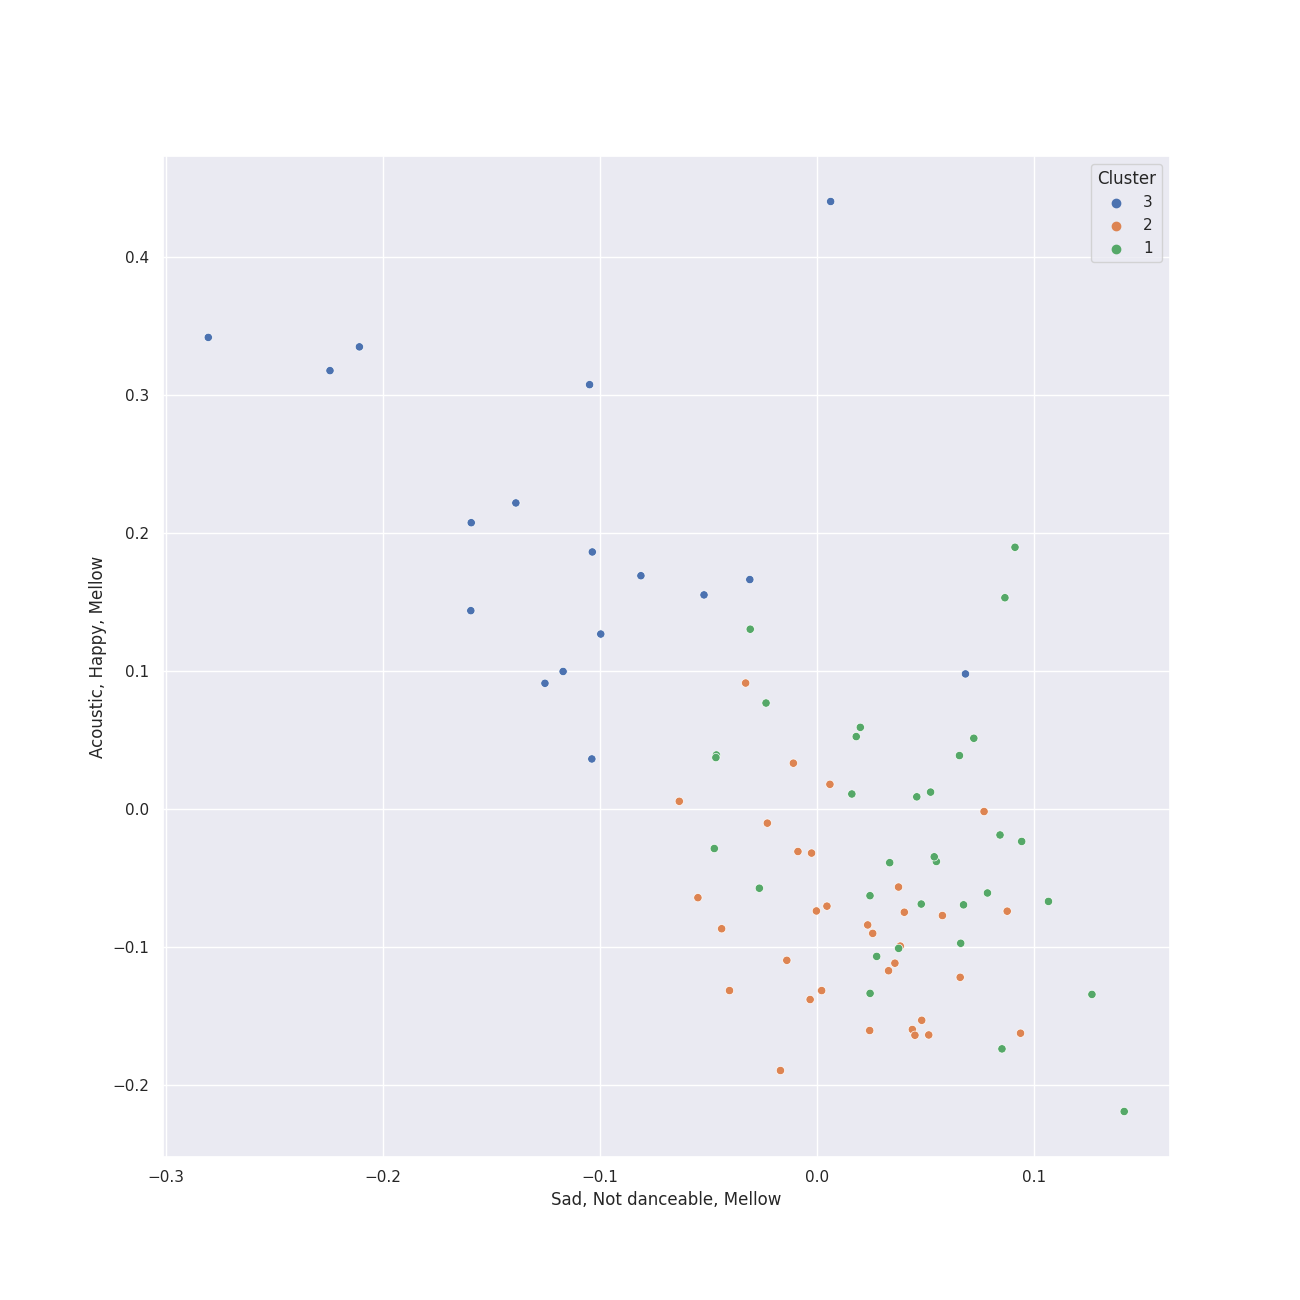 Cluster
3
2
1
0.4
0.3
0.2
0.1
0.0
−0.1
−0.2
Acoustic, Happy, Mellow
−0.3 −0.2 −0.1 0.0 0.1
Sad, Not danceable, Mellow